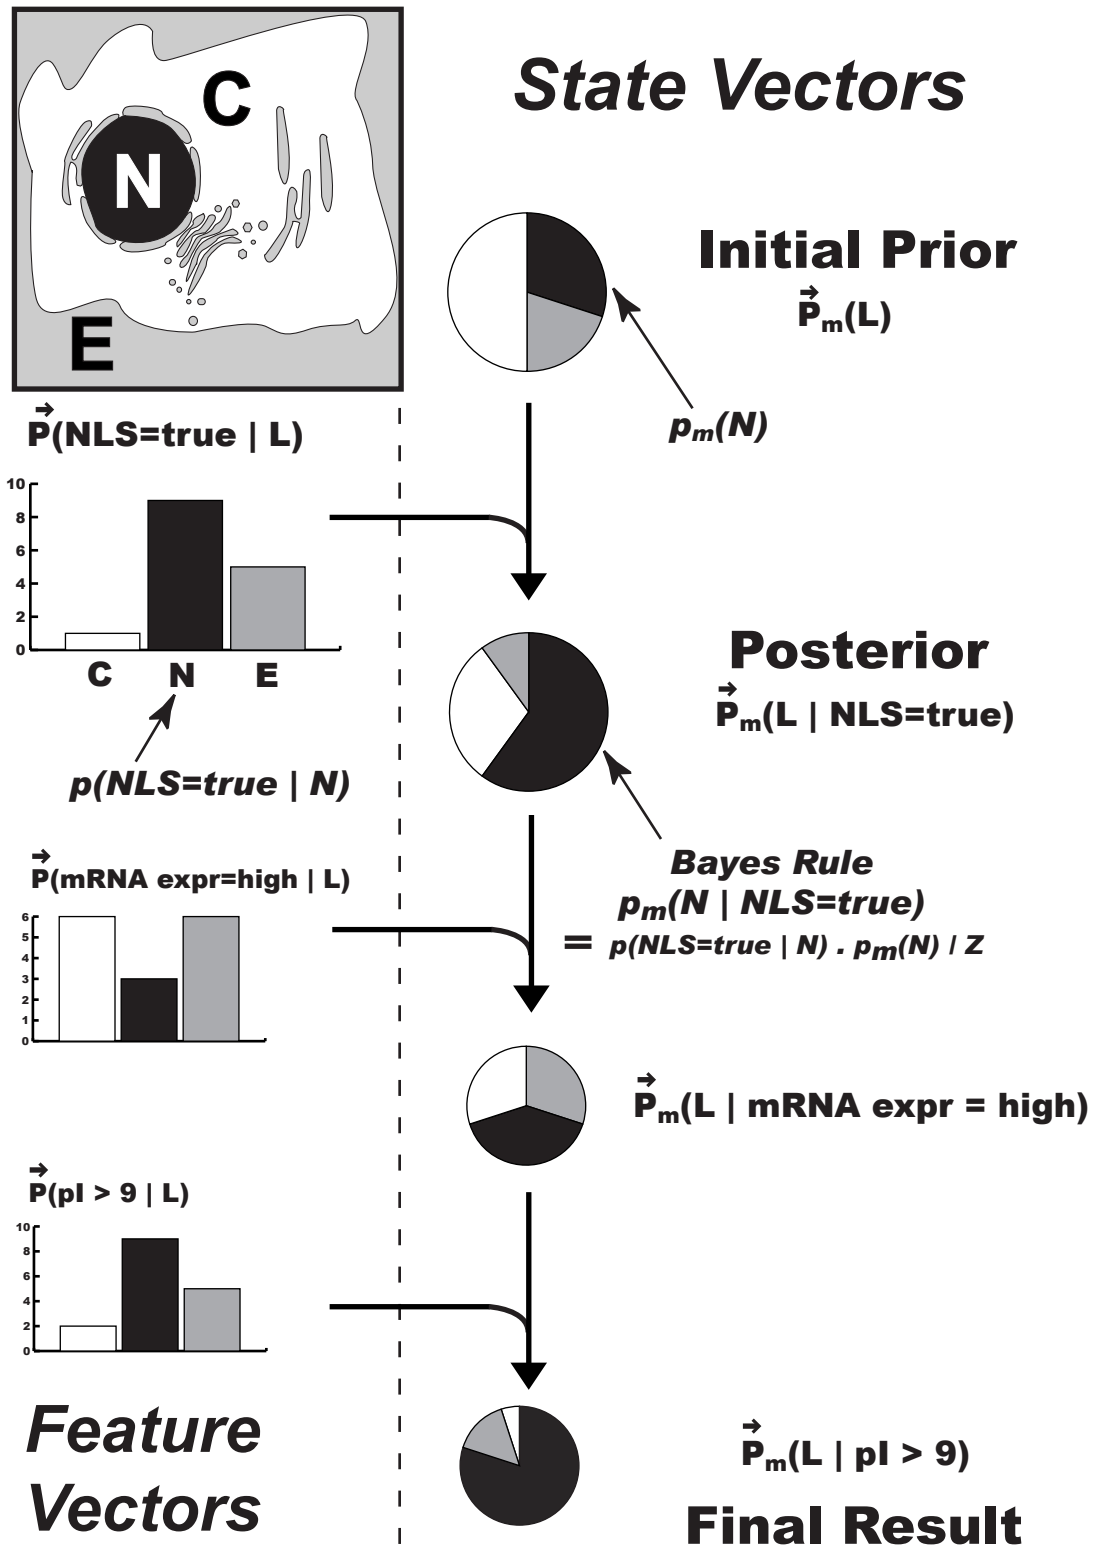 C
N
E
State Vectors
Initial Prior
P⃗m(L)
pm(N)
P⃗(NLS=true | L)
10
8
6
4
2
0
C N E
p(NLS=true | N)
Posterior
P⃗m(L | NLS=true)
Bayes Rule
pm(N | NLS=true)
= p(NLS=true | N) . pm(N) / Z
P⃗(mRNA expr=high | L)
6
5
4
3
2
1
0
P⃗m(L | mRNA expr = high)
P⃗(pI > 9 | L)
10
8
6
4
2
0
Feature
Vectors
P⃗m(L | pI > 9)
Final Result